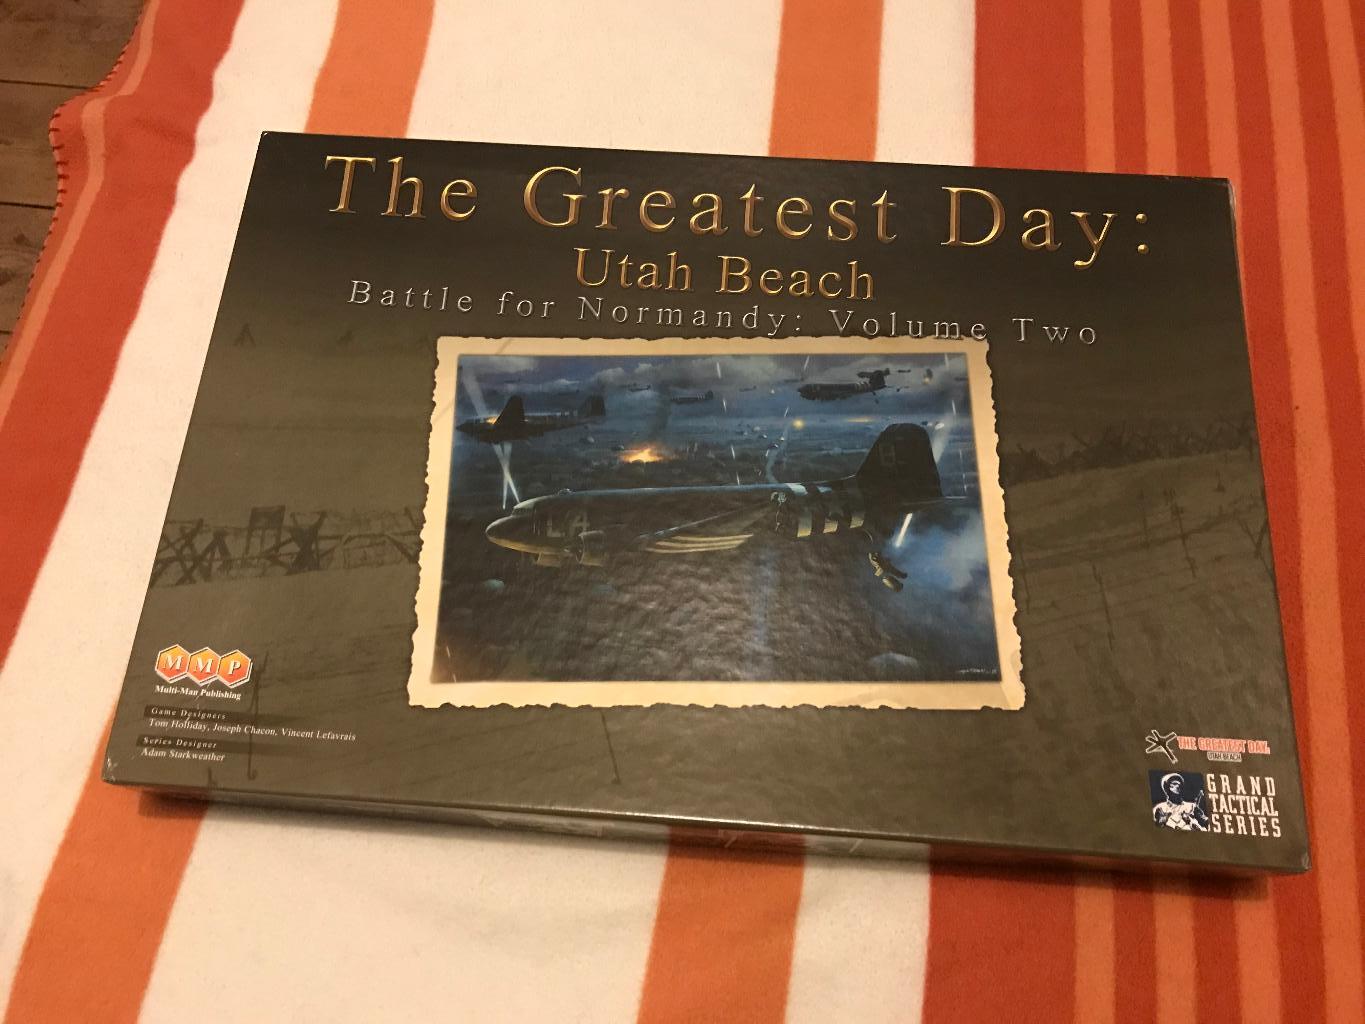 The Greatest Day:
Utah Beach
Battle for Normandy: Volume Two
LA
MMP
Multi-Man Publishing
Game Designers
Tom Holliday, Joseph Chacon, Vincent Lefavrais
Series Designer
Adam Starkweather
THE GREATEST DAY:
UTAH BEACH
GRAND
TACTICAL
SERIES